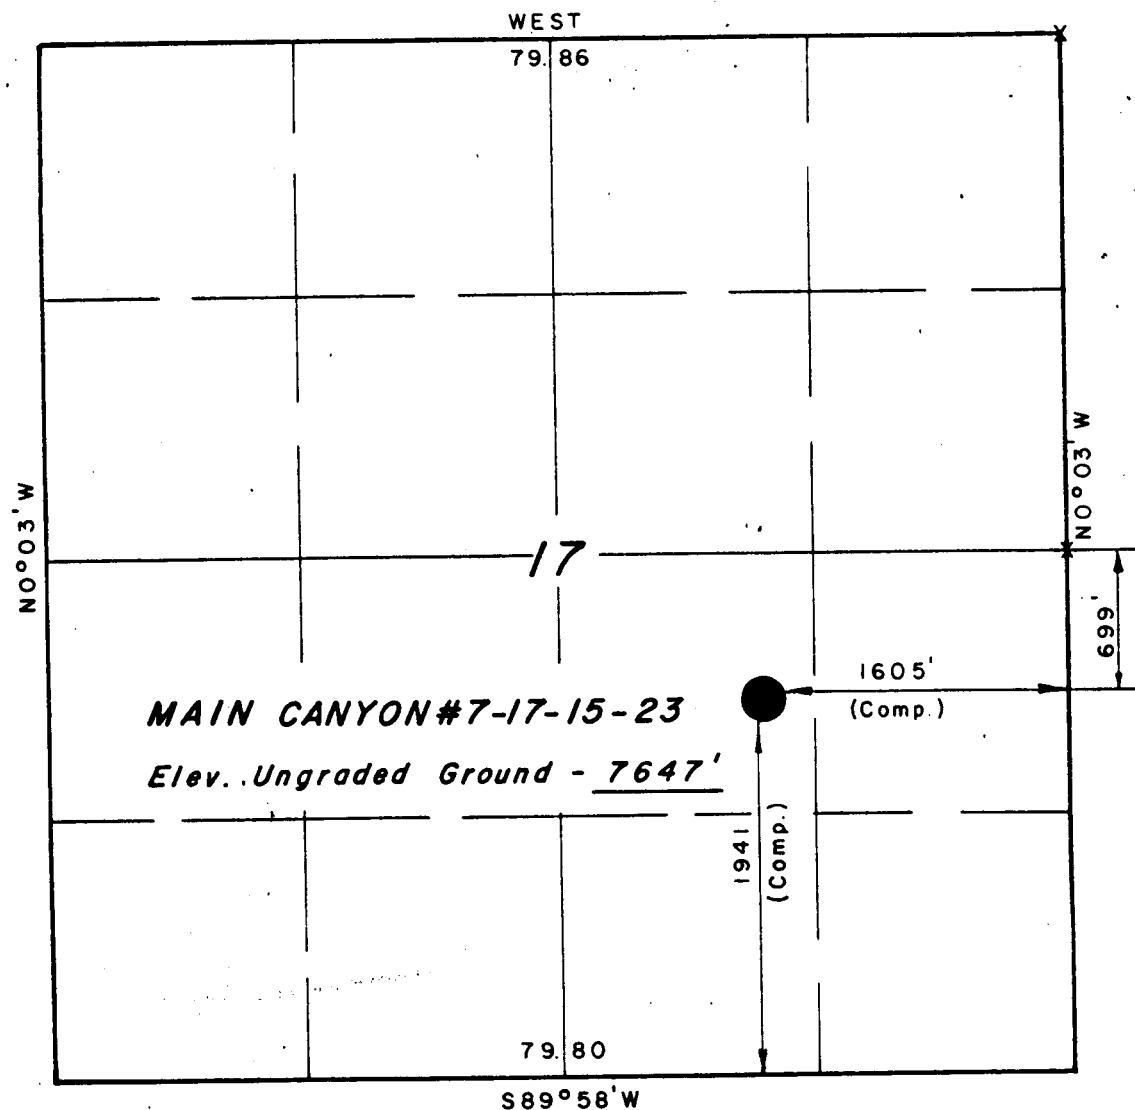 WEST
79.86
N0°03'W
N0°03'W
17
699'
1605'
(Comp.)
MAIN CANYON #7-17-15-23
Elev. Ungraded Ground - 7647'
1941
(Comp.)
79.80
S89°58'W